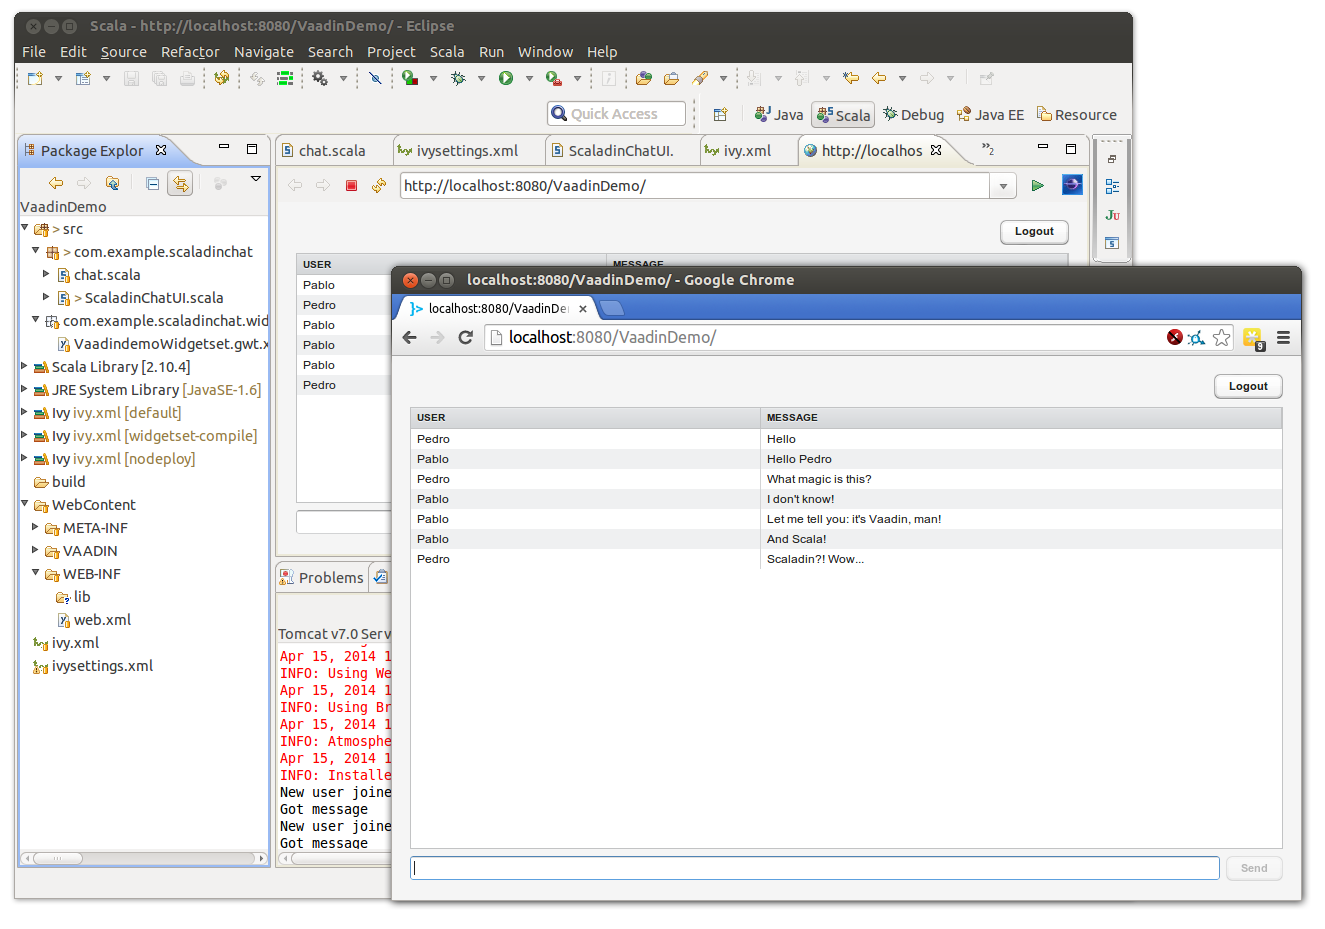 Scala - http://localhost:8080/VaadinDemo/ - Eclipse
File Edit Source Refactor Navigate Search Project Scala Run Window Help
Quick Access
Java Scala Debug Java EE Resource
Package Explor
chat.scala ivysettings.xml ScaladinChatUI. ivy.xml http://localhos »2
http://localhost:8080/VaadinDemo/
VaadinDemo
> src
> com.example.scaladinchat
chat.scala
> ScaladinChatUI.scala
com.example.scaladinchat.wid
VaadindemoWidgetset.gwt.x
Scala Library [2.10.4]
JRE System Library [JavaSE-1.6]
Ivy ivy.xml [default]
Ivy ivy.xml [widgetset-compile]
Ivy ivy.xml [nodeploy]
build
WebContent
META-INF
VAADIN
WEB-INF
lib
web.xml
ivy.xml
ivysettings.xml
Logout
USER MESSAGE
Pablo
Pedro
Pablo
Pablo
Pablo
Pedro
Problems
Tomcat v7.0 Serv
Apr 15, 2014 1
INFO: Using We
Apr 15, 2014 1
INFO: Using Br
Apr 15, 2014 1
INFO: Atmosphe
Apr 15, 2014 1
INFO: Installe
New user joine
Got message
New user joine
Got message
Ju
localhost:8080/VaadinDemo/ - Google Chrome
}> localhost:8080/VaadinDe
localhost:8080/VaadinDemo/
9
Logout
USER MESSAGE
Pedro Hello
Pablo Hello Pedro
Pedro What magic is this?
Pablo I don't know!
Pablo Let me tell you: it's Vaadin, man!
Pablo And Scala!
Pedro Scaladin?! Wow...
Send